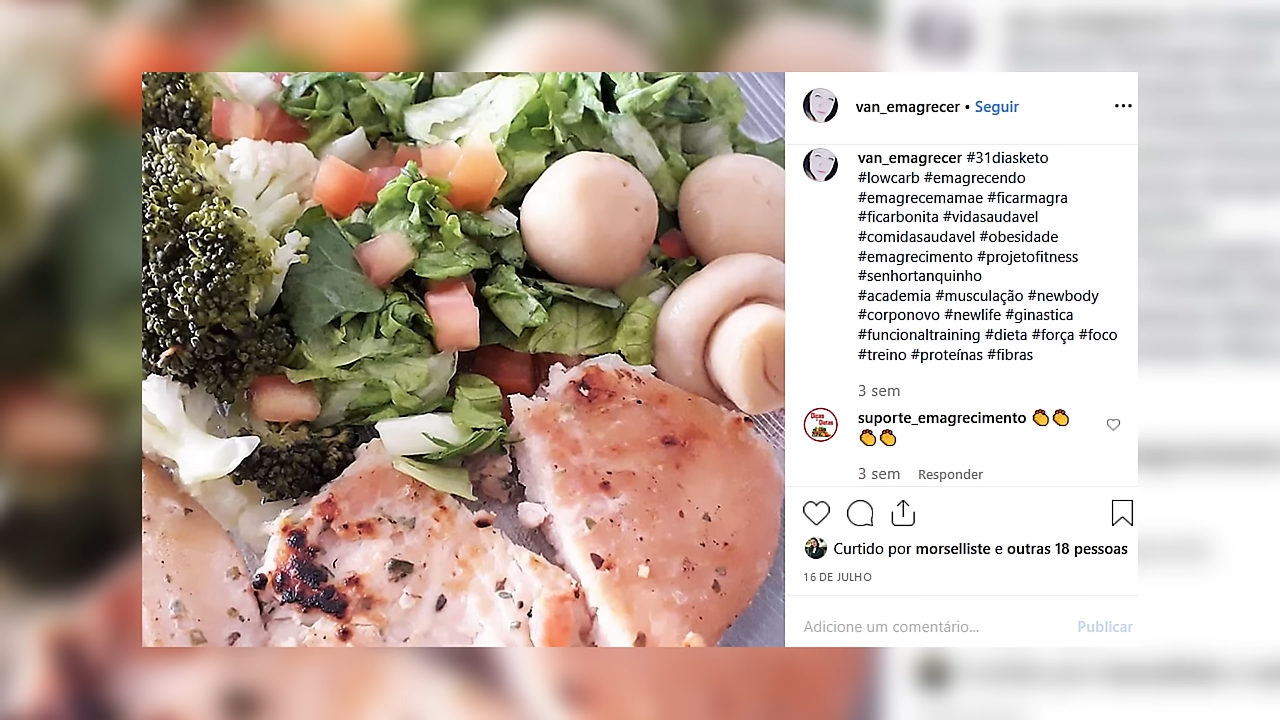 van_emagrecer • Seguir
van_emagrecer #31diasketo
#lowcarb #emagrecendo
#emagrecemamae #ficarmagra
#ficarbonita #vidasaudavel
#comidasaudavel #obesidade
#emagrecimento #projetofitness
#senhortanquinho
#academia #musculação #newbody
#corponovo #newlife #ginastica
#funcionaltraining #dieta #força #foco
#treino #proteínas #fibras
3 sem
Dicas
Dietas
suporte_emagrecimento 👏👏
👏👏
3 sem Responder
Curtido por morselliste e outras 18 pessoas
16 DE JULHO
Adicione um comentário... Publicar